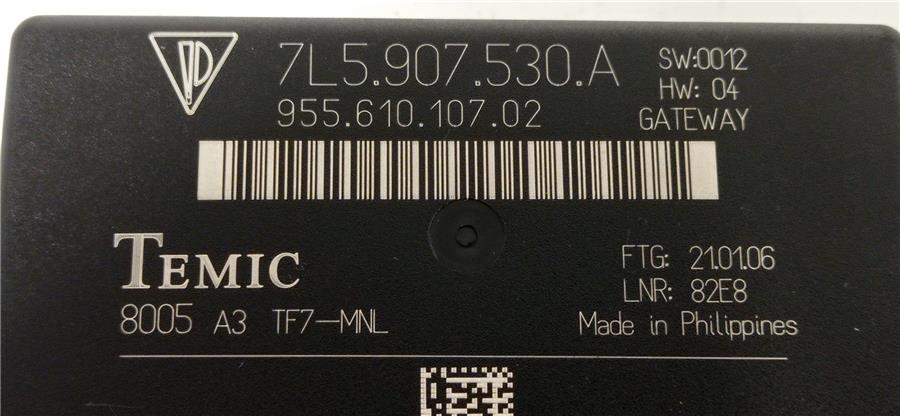 7L5.907.530.A
955.610.107.02
SW:0012
HW: 04
GATEWAY
TEMIC
8005 A3 TF7-MNL
FTG: 21.01.06
LNR: 82E8
Made in Philippines